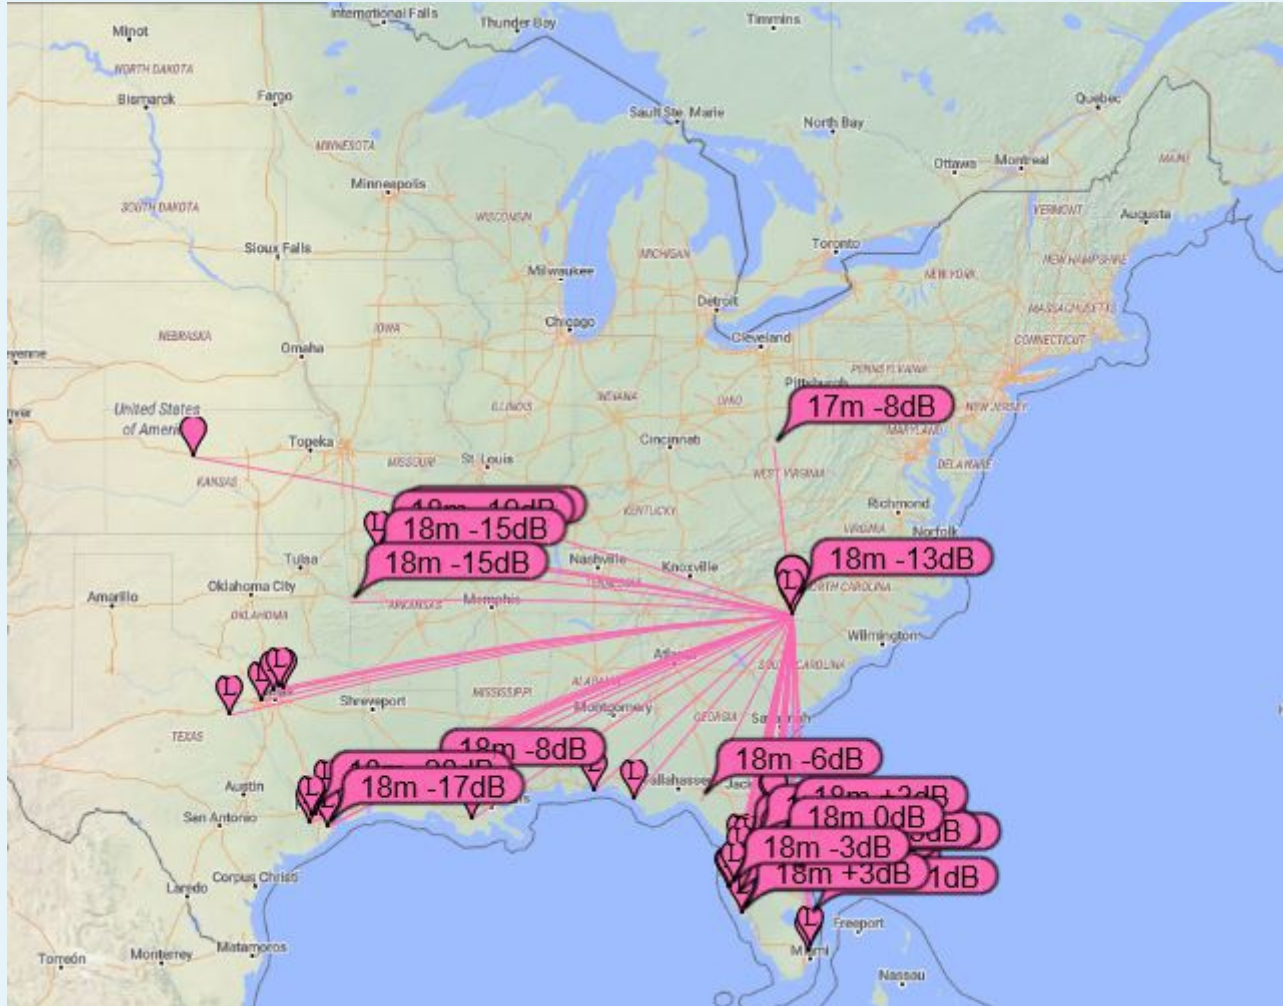 International Falls
Thunder Bay
Timmins
Minot
NORTH DAKOTA
Bismarck
Fargo
Quebec
Sault Ste. Marie
North Bay
MINNESOTA
Ottawa
Montreal
MAINE
Minneapolis
SOUTH DAKOTA
WISCONSIN
VERMONT
Augusta
Sioux Falls
Toronto
MICHIGAN
NEW HAMPSHIRE
Milwaukee
NEW YORK
Detroit
MASSACHUSETTS
Chicago
NEBRASKA
IOWA
Cleveland
CONNECTICUT
Omaha
PENNSYLVANIA
Pittsburgh
ILLINOIS
INDIANA
OHIO
17m -8dB
NEW JERSEY
United States
of Ameri
MARYLAND
Topeka
Cincinnati
MISSOURI
St. Louis
WEST VIRGINIA
DELAWARE
KANSAS
KENTUCKY
Richmond
18m -15dB
VIRGINIA
Norfolk
Tulsa
18m -15dB
Nashville
Knoxville
18m -13dB
L
Oklahoma City
Amarillo
ARKANSAS
Memphis
NORTH CAROLINA
OKLAHOMA
Wilmington
SOUTH CAROLINA
L
L
L
MISSISSIPPI
ALABAMA
Shreveport
Montgomery
GEORGIA
TEXAS
18m -8dB
18m -6dB
L
L
Tallahassee
Austin
18m -17dB
San Antonio
18m 0dB
18m -3dB
18m +3dB
1dB
Laredo
Corpus Christi
L
Freeport
Miami
Torreón
Monterrey
Matamoros
Nassau